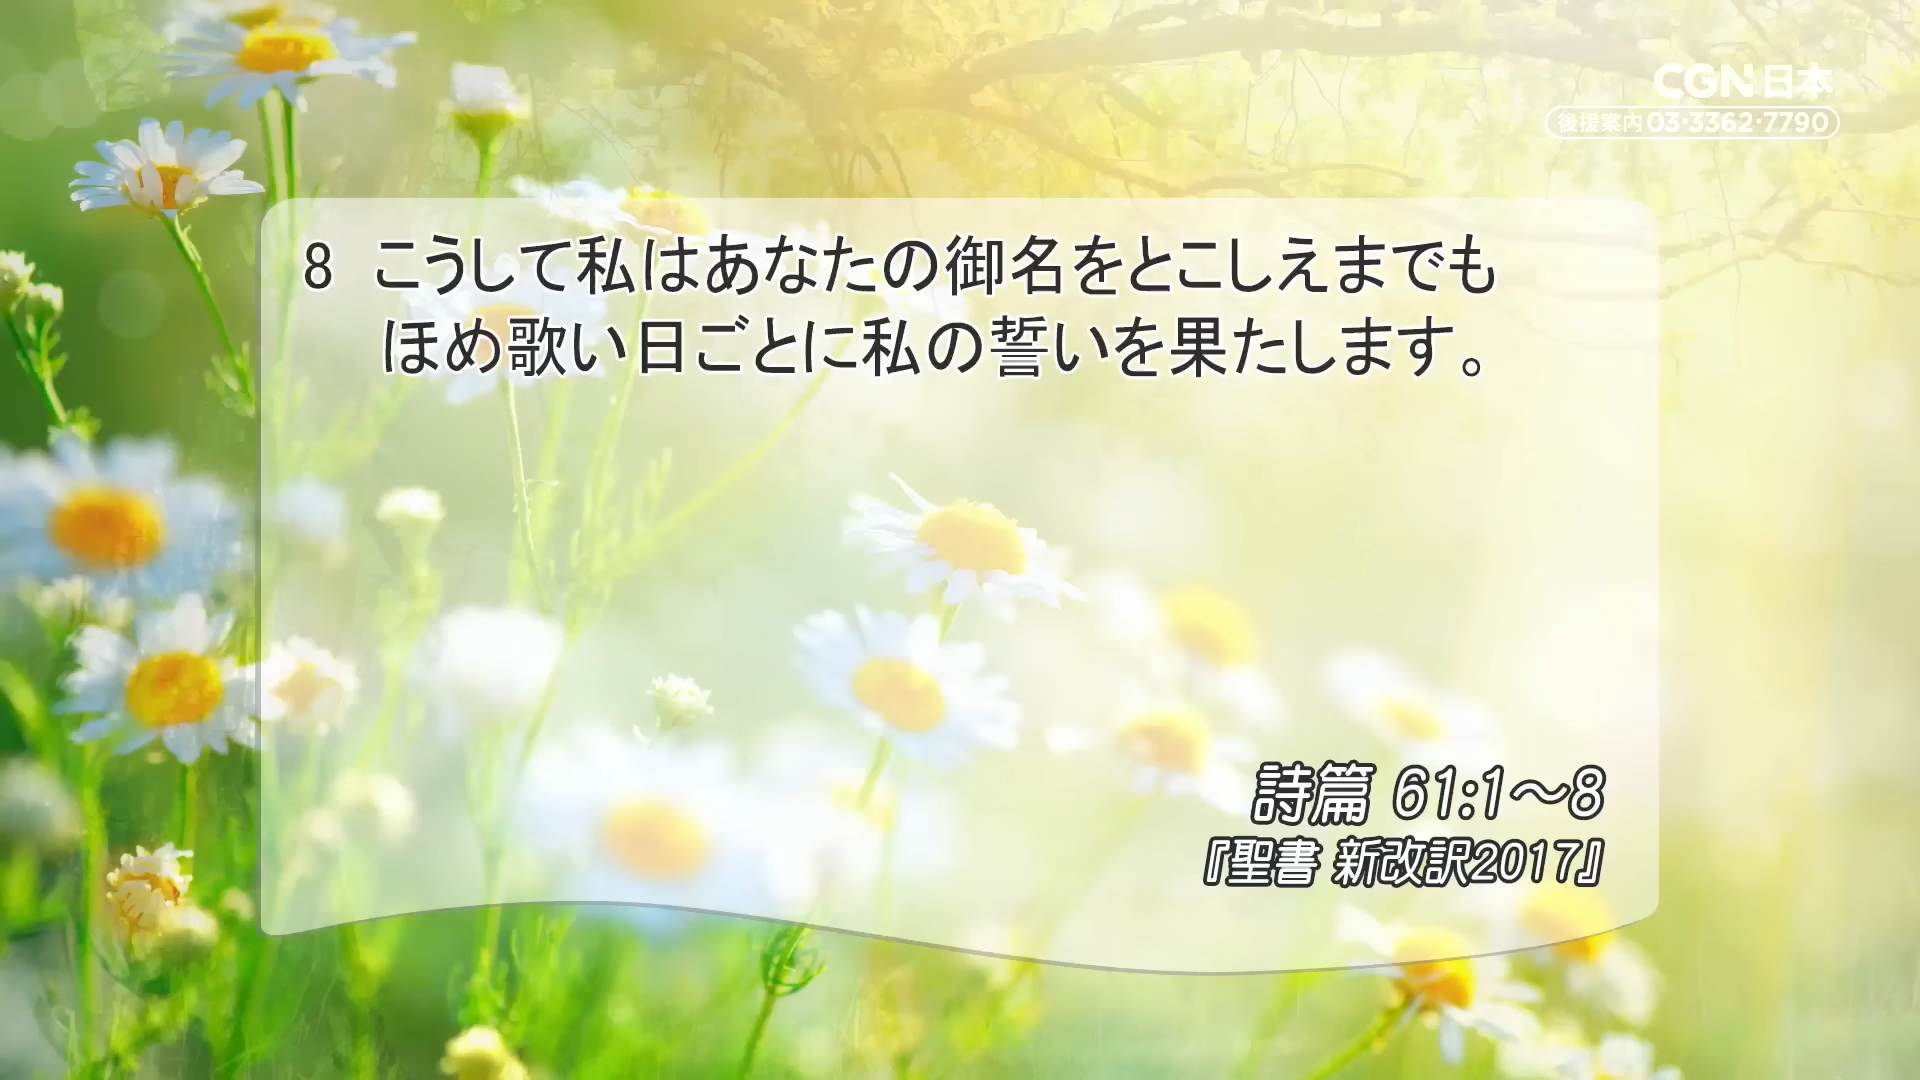 CGN日本
後援案内03·3362·7790
8 こうして私はあなたの御名をとこしえまでも
ほめ歌い日ごとに私の誓いを果たします。
詩篇 61:1～8
『聖書 新改訳2017』